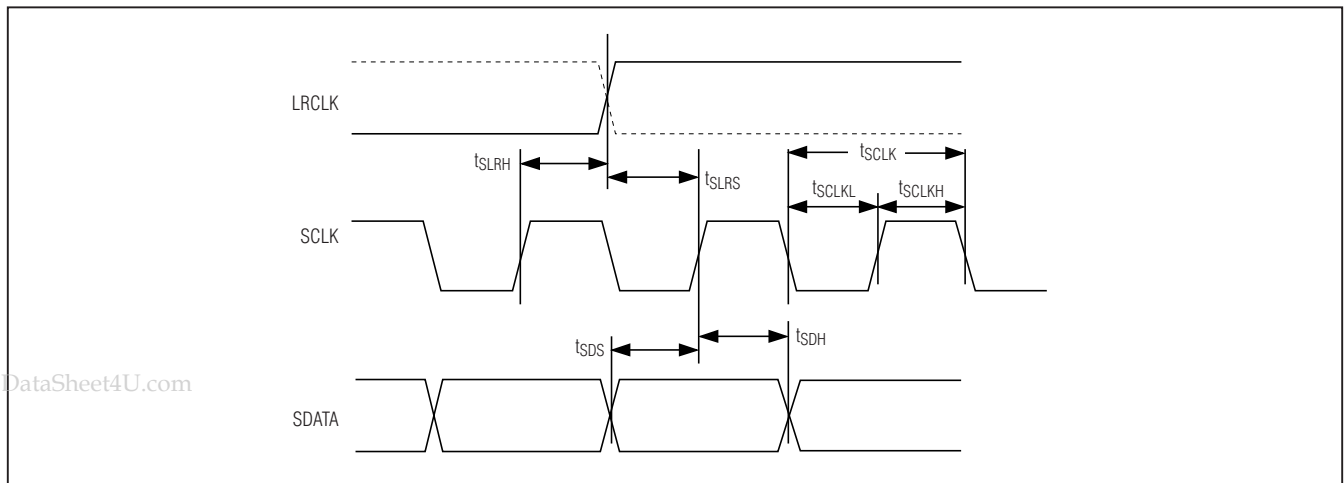 LRCLK
tSLRH
tSCLK
tSLRS
tSCLKL
tSCLKH
SCLK
tSDS
tSDH
DataSheet4U.com
SDATA